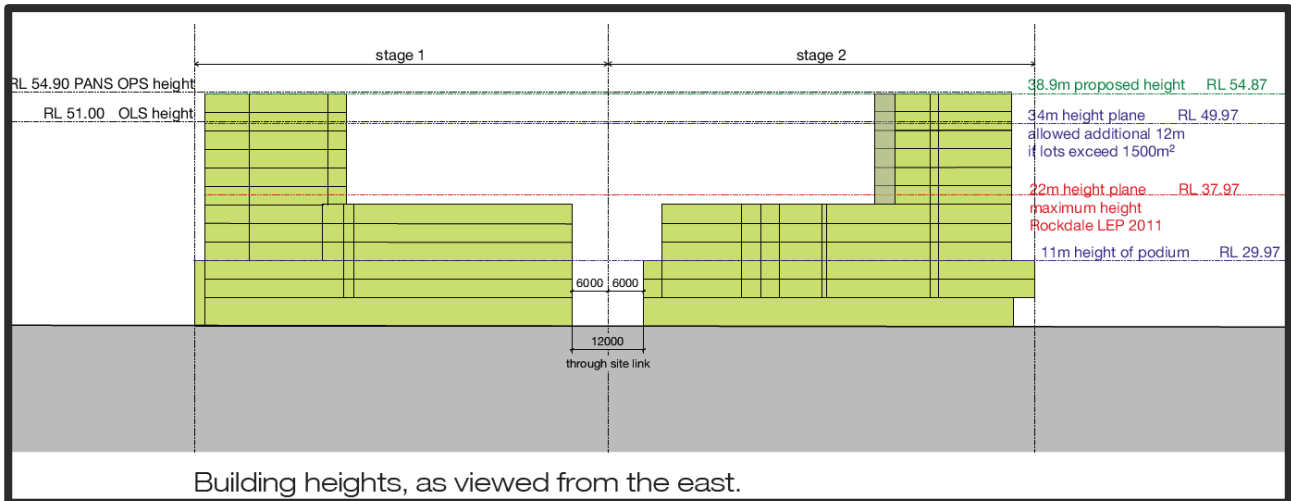 stage 1
stage 2
RL 54.90 PANS OPS height
38.9m proposed height RL 54.87
RL 51.00 OLS height
34m height plane RL 49.97
allowed additional 12m
if lots exceed 1500m²
22m height plane RL 37.97
maximum height
Rockdale LEP 2011
11m height of podium RL 29.97
6000 6000
12000
through site link
Building heights, as viewed from the east.